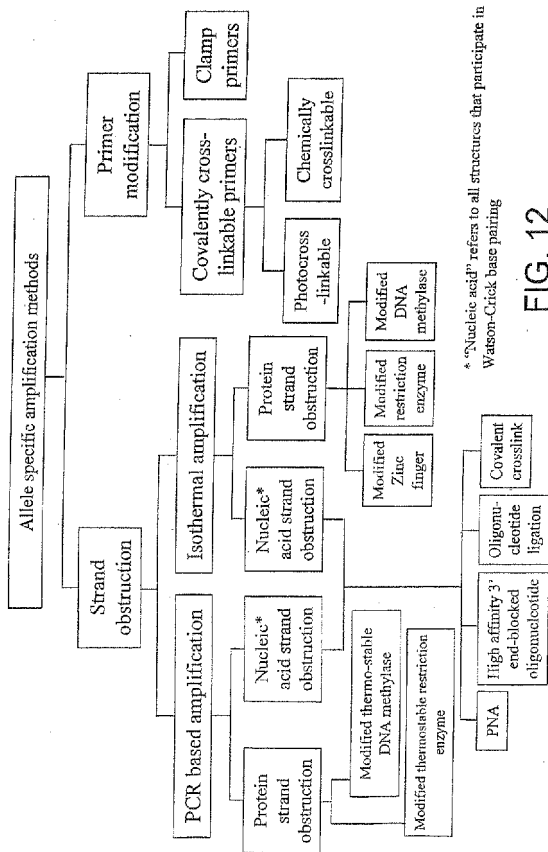 Allele specific amplification methods
Strand
obstruction
Primer
modification
PCR based amplification
Isothermal amplification
Covalently cross-
linkable primers
Clamp
primers
Protein
strand
obstruction
Nucleic*
acid strand
obstruction
Nucleic*
acid strand
obstruction
Protein strand
obstruction
Photocross
-linkable
Chemically
crosslinkable
Modified thermo-stable
DNA methylase
Modified thermostable restriction
enzyme
Modified
Zinc
finger
Modified
restriction
enzyme
Modified
DNA
methylase
PNA
High affinity 3'
end-blocked
oligonucleotide
Oligonu-
cleotide
ligation
Covalent
crosslink
* "Nucleic acid" refers to all structures that participate in
Watson-Crick base pairing
FIG. 12